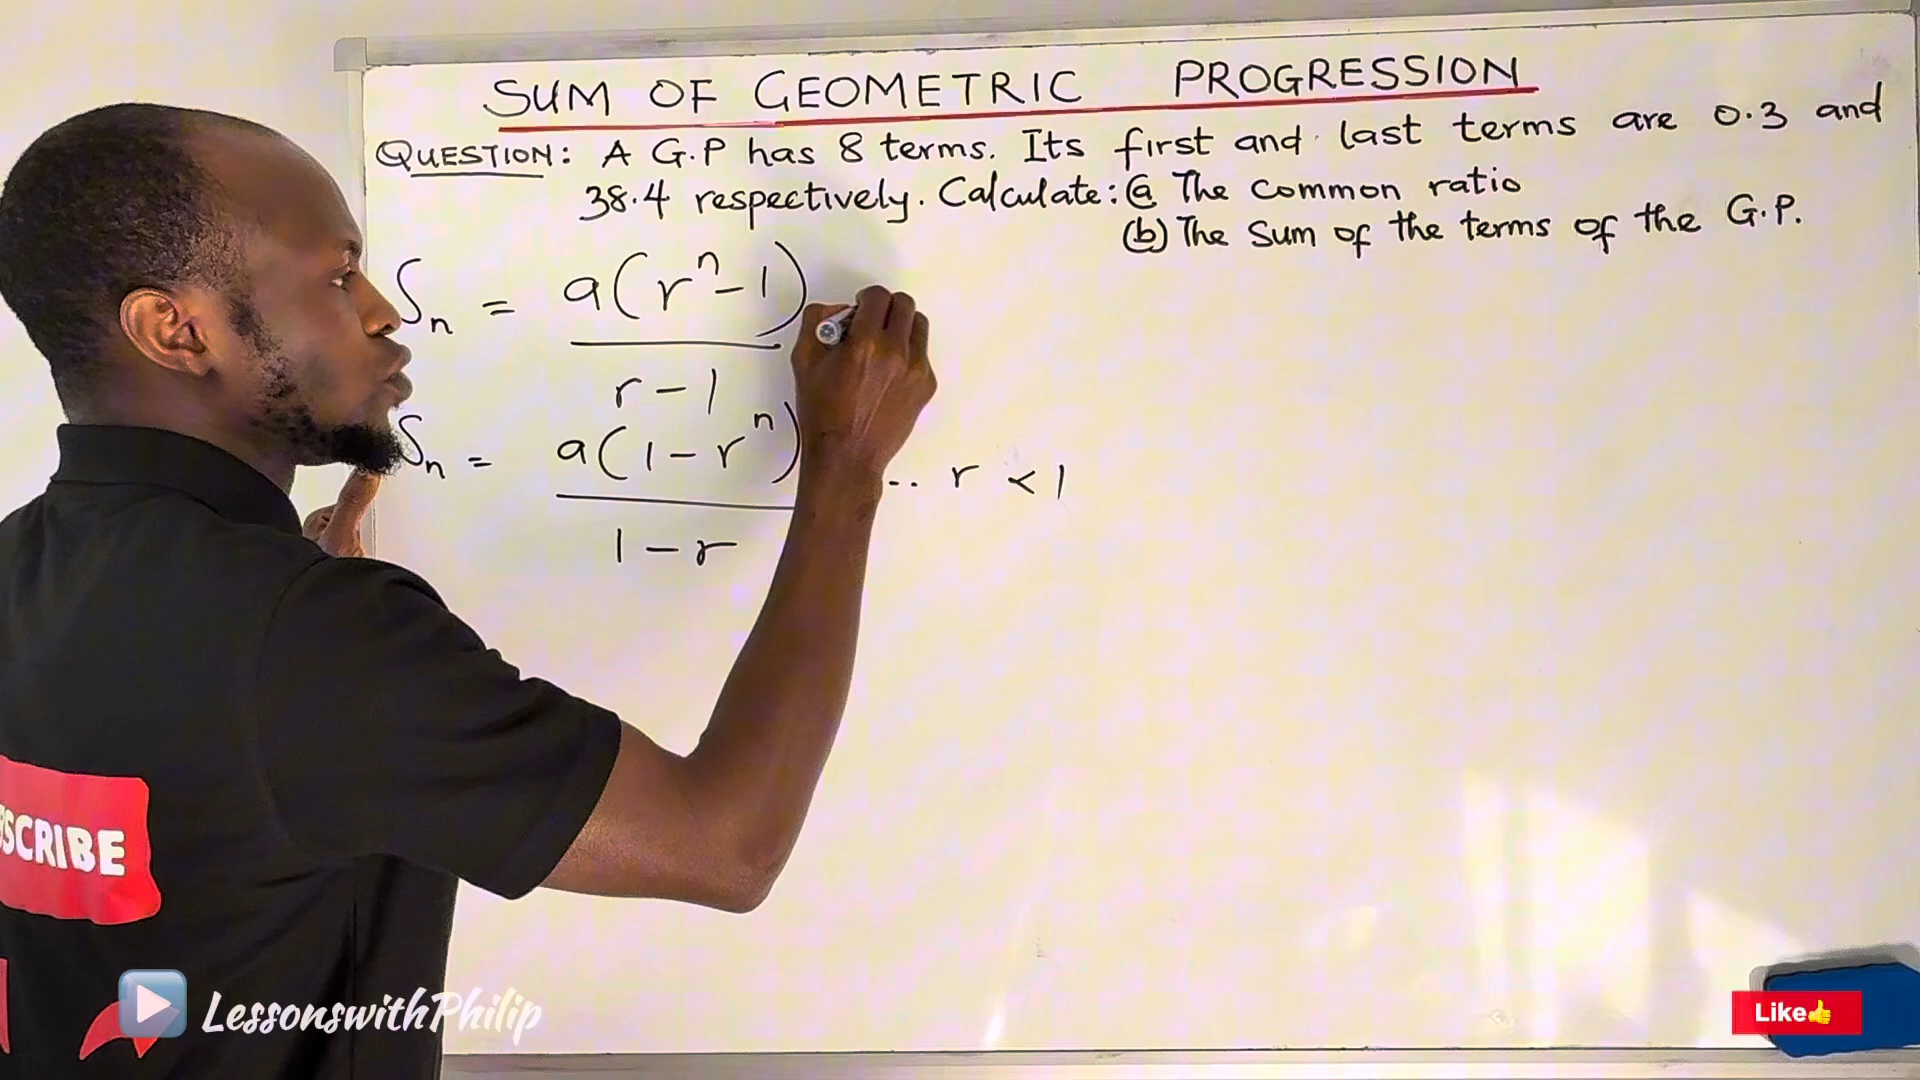 SUM OF GEOMETRIC PROGRESSION
QUESTION: A G.P has 8 terms. Its first and last terms are 0.3 and
38.4 respectively. Calculate: (a) The common ratio
(b) The Sum of the terms of the G.P.
Sn = a(r^n - 1)
r - 1
Sn = a(1 - r^n) .. r < 1
1 - r
SCRIBE
LessonswithPhilip
Like👍